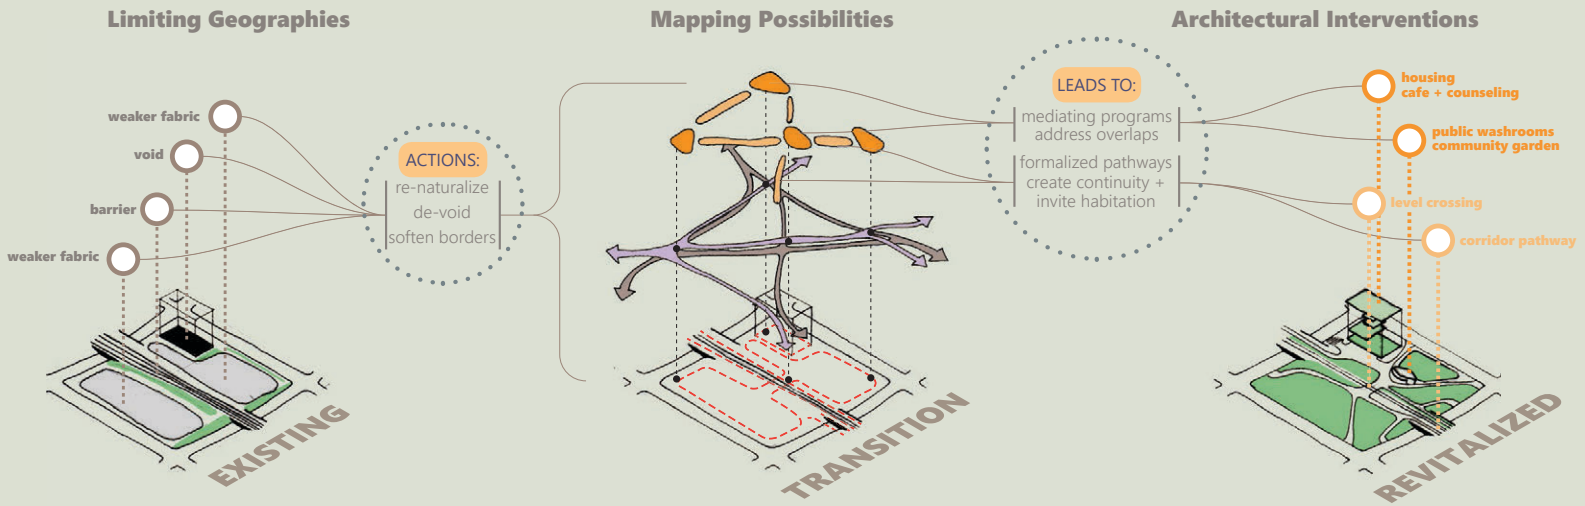 Limiting Geographies
Mapping Possibilities
Architectural Interventions
weaker fabric
void
barrier
weaker fabric
ACTIONS:
re-naturalize
de-void
soften borders
EXISTING
TRANSITION
LEADS TO:
mediating programs
address overlaps
formalized pathways
create continuity +
invite habitation
housing
cafe + counseling
public washrooms
community garden
level crossing
corridor pathway
REVITALIZED